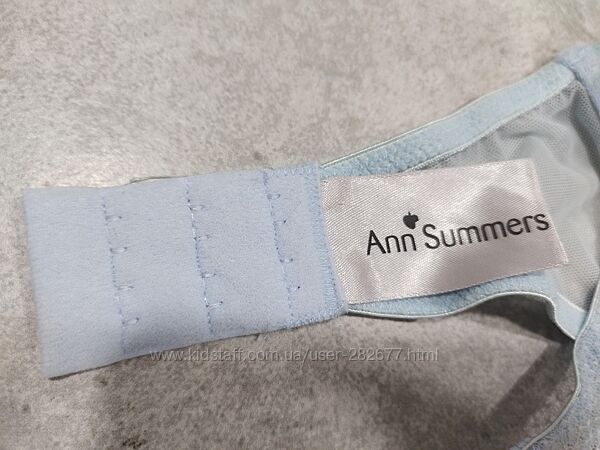 Ann Summers
www.kidstaff.com.ua/user-282677.html